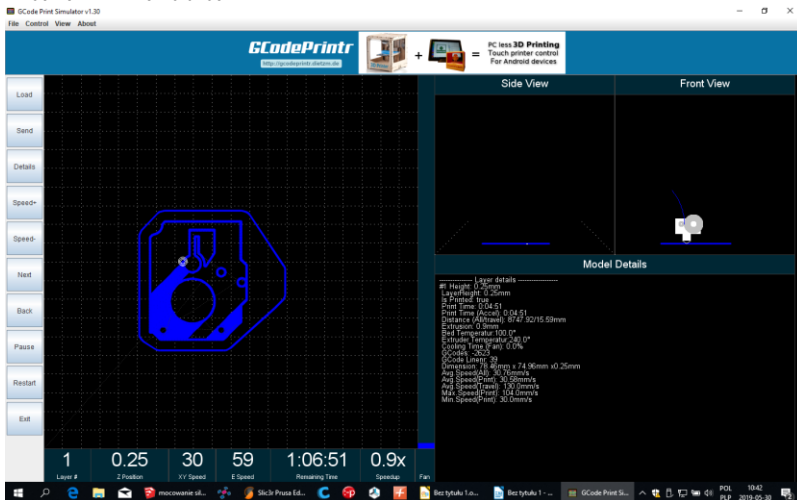 GCode Print Simulator v1.30
File Control View About
GCodePrintr
http://gcodeprintr.dietzm.de
+
=
PC less 3D Printing
Touch printer control
For Android devices
Load
Send
Details
Speed+
Speed-
Next
Back
Pause
Restart
Exit
Side View
Front View
Model Details
--------------- Layer details ---------------
#1 Height: 0.25mm
LayerHeight: 0.25mm
Is Printed: true
Print Time: 0:04:51
Print Time (Accel): 0:04:51
Distance (All/travel): 8747.92/15.59mm
Extrusion: 0.9mm
Bed Temperatur:100.0°
Extruder Temperatur:240.0°
Cooling Time (Fan): 0.0%
GCodes: -2623
GCode Linenr: 39
Dimension: 78.46mm x 74.96mm x0.25mm
Avg.Speed(All): 30.76mm/s
Avg.Speed(Print): 30.58mm/s
Avg.Speed(Travel): 130.0mm/s
Max.Speed(Print): 104.0mm/s
Min.Speed(Print): 30.0mm/s
1 0.25 30 59 1:06:51 0.9x
Layer # Z Position XY Speed E Speed Remaining Time Speedup Fan
mocowanie sil... Slic3r Prusa Ed... Bez tytułu 1.o... Bez tytułu 1 - ... GCode Print Si... POL 10:42
PLP 2019-05-30